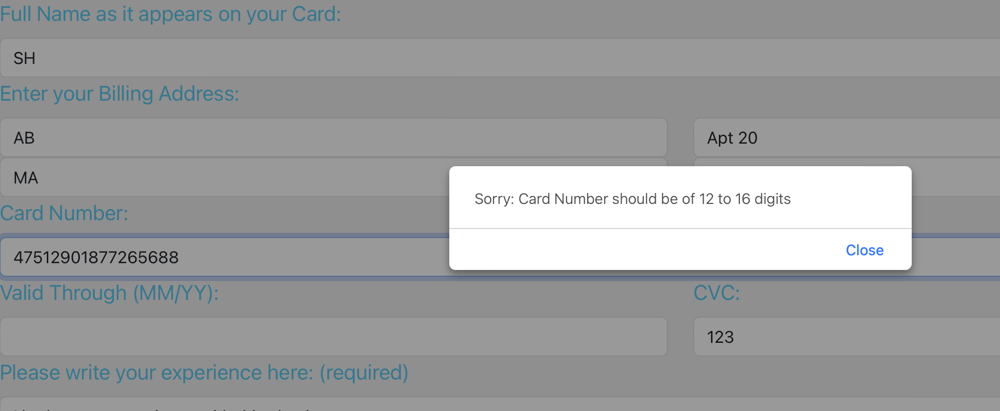 Full Name as it appears on your Card:
SH
Enter your Billing Address:
AB
Apt 20
MA
Sorry: Card Number should be of 12 to 16 digits
Close
Card Number:
47512901877265688
Valid Through (MM/YY):
CVC:
123
Please write your experience here: (required)